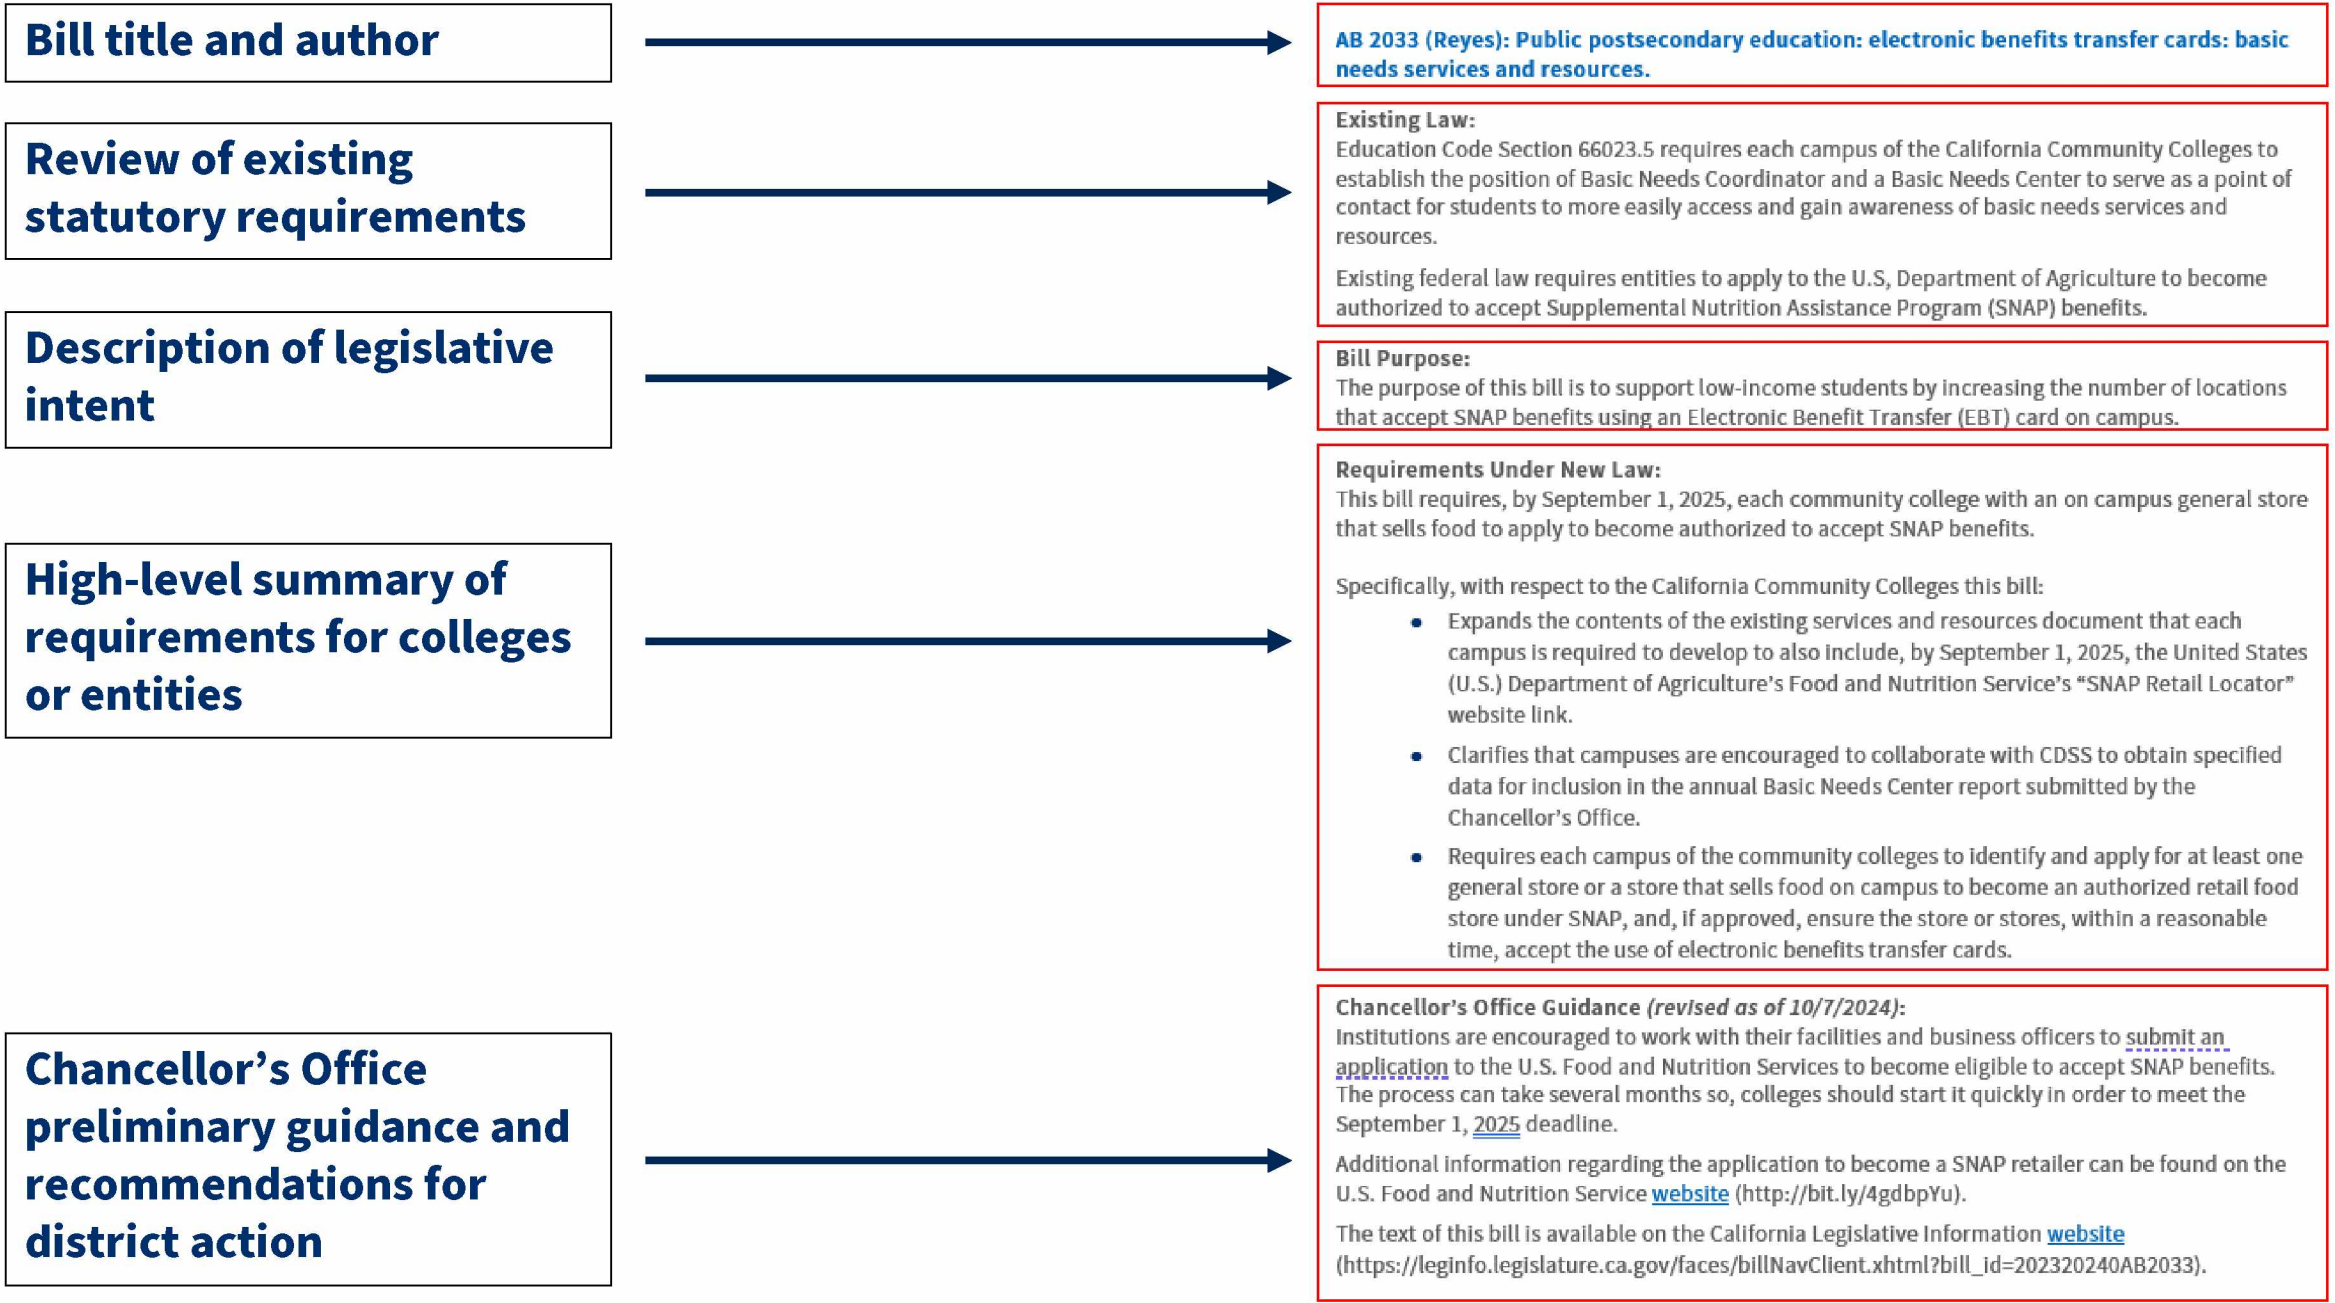 Bill title and author
AB 2033 (Reyes): Public postsecondary education: electronic benefits transfer cards: basic
needs services and resources.
Review of existing
statutory requirements
Existing Law:
Education Code Section 66023.5 requires each campus of the California Community Colleges to
establish the position of Basic Needs Coordinator and a Basic Needs Center to serve as a point of
contact for students to more easily access and gain awareness of basic needs services and
resources.
Existing federal law requires entities to apply to the U.S, Department of Agriculture to become
authorized to accept Supplemental Nutrition Assistance Program (SNAP) benefits.
Description of legislative
intent
Bill Purpose:
The purpose of this bill is to support low-income students by increasing the number of locations
that accept SNAP benefits using an Electronic Benefit Transfer (EBT) card on campus.
High-level summary of
requirements for colleges
or entities
Requirements Under New Law:
This bill requires, by September 1, 2025, each community college with an on campus general store
that sells food to apply to become authorized to accept SNAP benefits.
Specifically, with respect to the California Community Colleges this bill:
• Expands the contents of the existing services and resources document that each
campus is required to develop to also include, by September 1, 2025, the United States
(U.S.) Department of Agriculture’s Food and Nutrition Service’s “SNAP Retail Locator”
website link.
• Clarifies that campuses are encouraged to collaborate with CDSS to obtain specified
data for inclusion in the annual Basic Needs Center report submitted by the
Chancellor’s Office.
• Requires each campus of the community colleges to identify and apply for at least one
general store or a store that sells food on campus to become an authorized retail food
store under SNAP, and, if approved, ensure the store or stores, within a reasonable
time, accept the use of electronic benefits transfer cards.
Chancellor’s Office
preliminary guidance and
recommendations for
district action
Chancellor’s Office Guidance (revised as of 10/7/2024):
Institutions are encouraged to work with their facilities and business officers to submit an
application to the U.S. Food and Nutrition Services to become eligible to accept SNAP benefits.
The process can take several months so, colleges should start it quickly in order to meet the
September 1, 2025 deadline.
Additional information regarding the application to become a SNAP retailer can be found on the
U.S. Food and Nutrition Service website (http://bit.ly/4gdbpYu).
The text of this bill is available on the California Legislative Information website
(https://leginfo.legislature.ca.gov/faces/billNavClient.xhtml?bill_id=202320240AB2033).